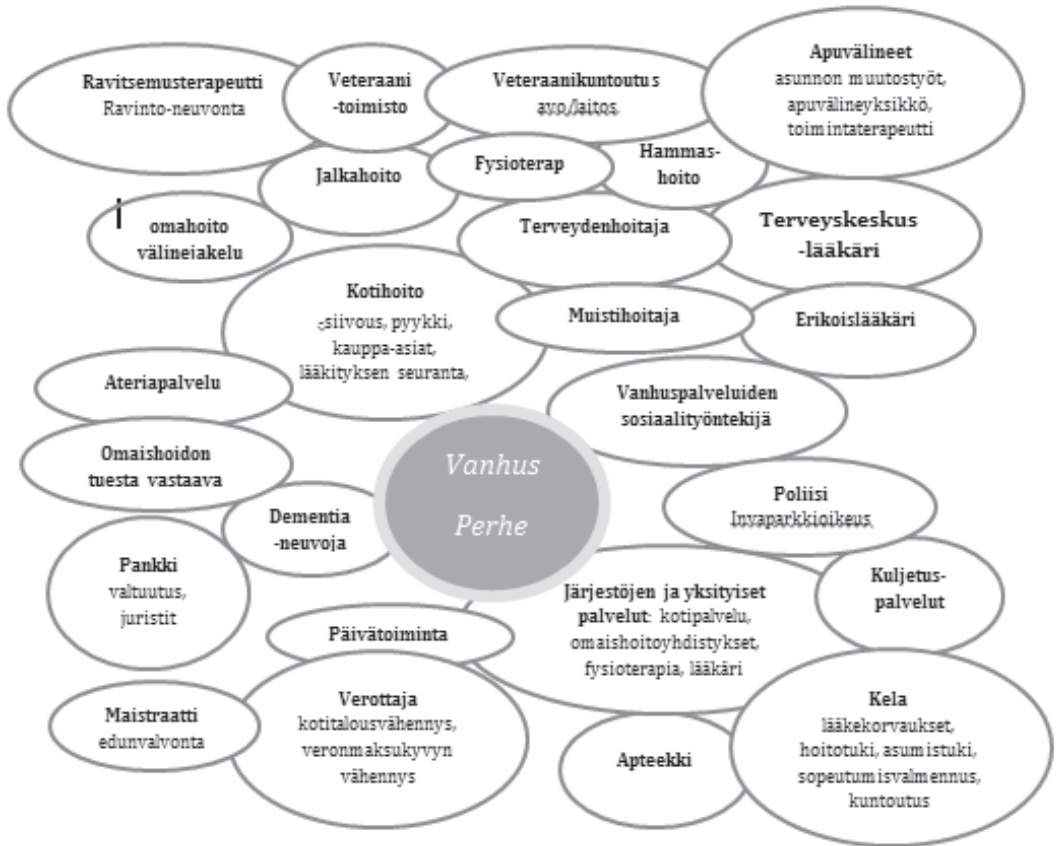 Ravitsemusterapeutti
Ravinto-neuvonta
Veteraani
-toimisto
Veteraanikuntoutus
avo/laitos
Apuvälineet
asunnon muutostyöt,
apuvälineyksikkö,
toimintaterapeutti
Jalkahoito
Fysioterap
Hammas-
hoito
i
omahoito
välinejakelu
Terveydenhoitaja
Terveyskeskus
-lääkäri
Kotihoito
-siivous, pyykki,
kauppa-asiat,
lääkityksen seuranta,
Muistihoitaja
Erikoislääkäri
Ateriapalvelu
Vanhuspalveluiden
sosiaalityöntekijä
Omaishoidon
tuesta vastaava
Vanhus
Perhe
Poliisi
Invaparkkioikeus
Dementia
-neuvoja
Pankki
valtuutus,
juristit
Järjestöjen ja yksityiset
palvelut: kotipalvelu,
omaishoitoyhdistykset,
fysioterapia, lääkäri
Kuljetus-
palvelut
Päivätoiminta
Maistraatti
edunvalvonta
Verottaja
kotitalousvähennys,
veronmaksukyvyn
vähennys
Apteekki
Kela
lääkekorvaukset,
hoitotuki, asumistuki,
sopeutumisvalmennus,
kuntoutus